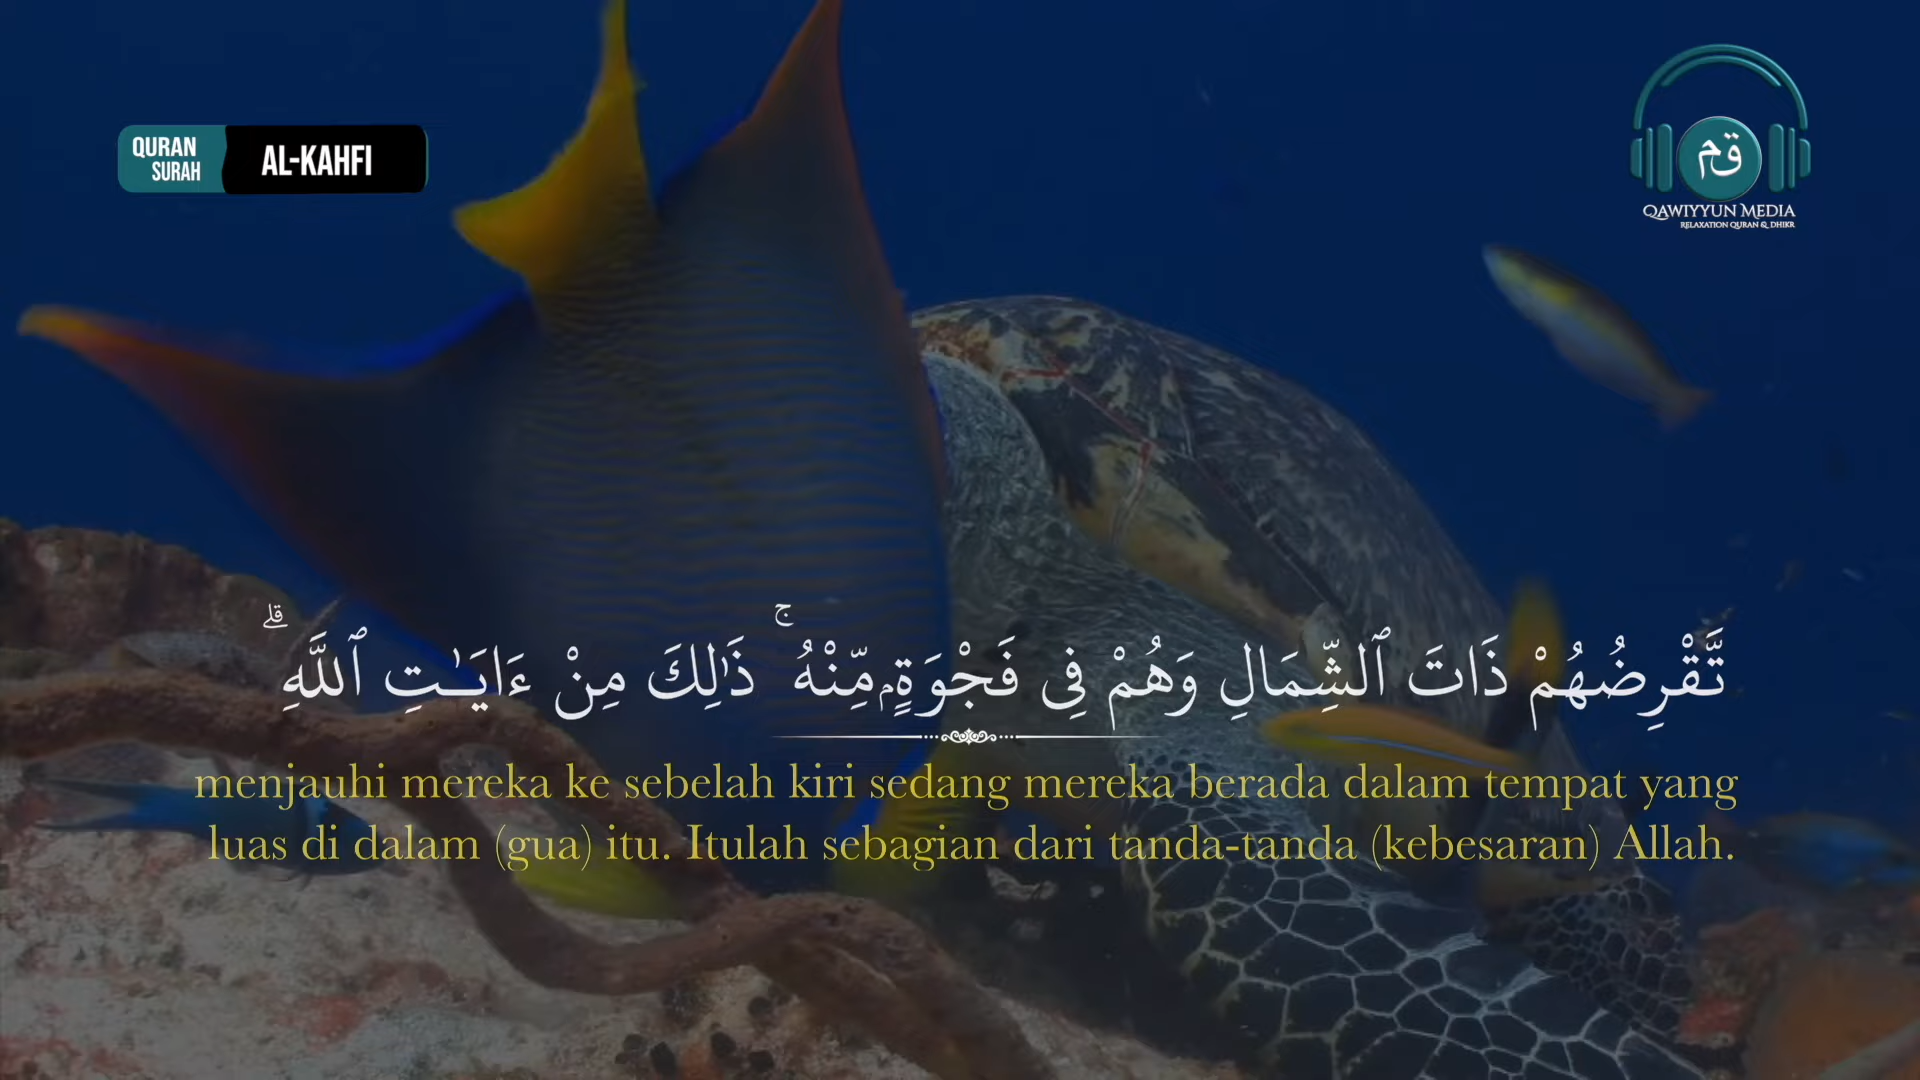 QURAN
SURAH
AL-KAHFI
قم
QAWIYYUN MEDIA
RELAXATION QURAN & DHIKR
تَّقْرِضُهُمْ ذَاتَ ٱلشِّمَالِ وَهُمْ فِى فَجْوَةٍۢ مِّنْهُ ۚ ذَٰلِكَ مِنْ ءَايَـٰتِ ٱللَّهِ ۗ
menjauhi mereka ke sebelah kiri sedang mereka berada dalam tempat yang
luas di dalam (gua) itu. Itulah sebagian dari tanda-tanda (kebesaran) Allah.